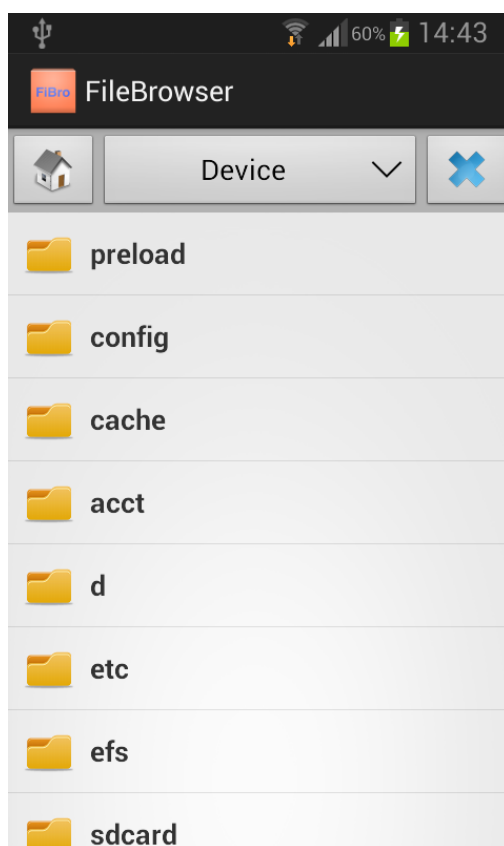 60% 14:43
FiBro FileBrowser
Device
preload
config
cache
acct
d
etc
efs
sdcard